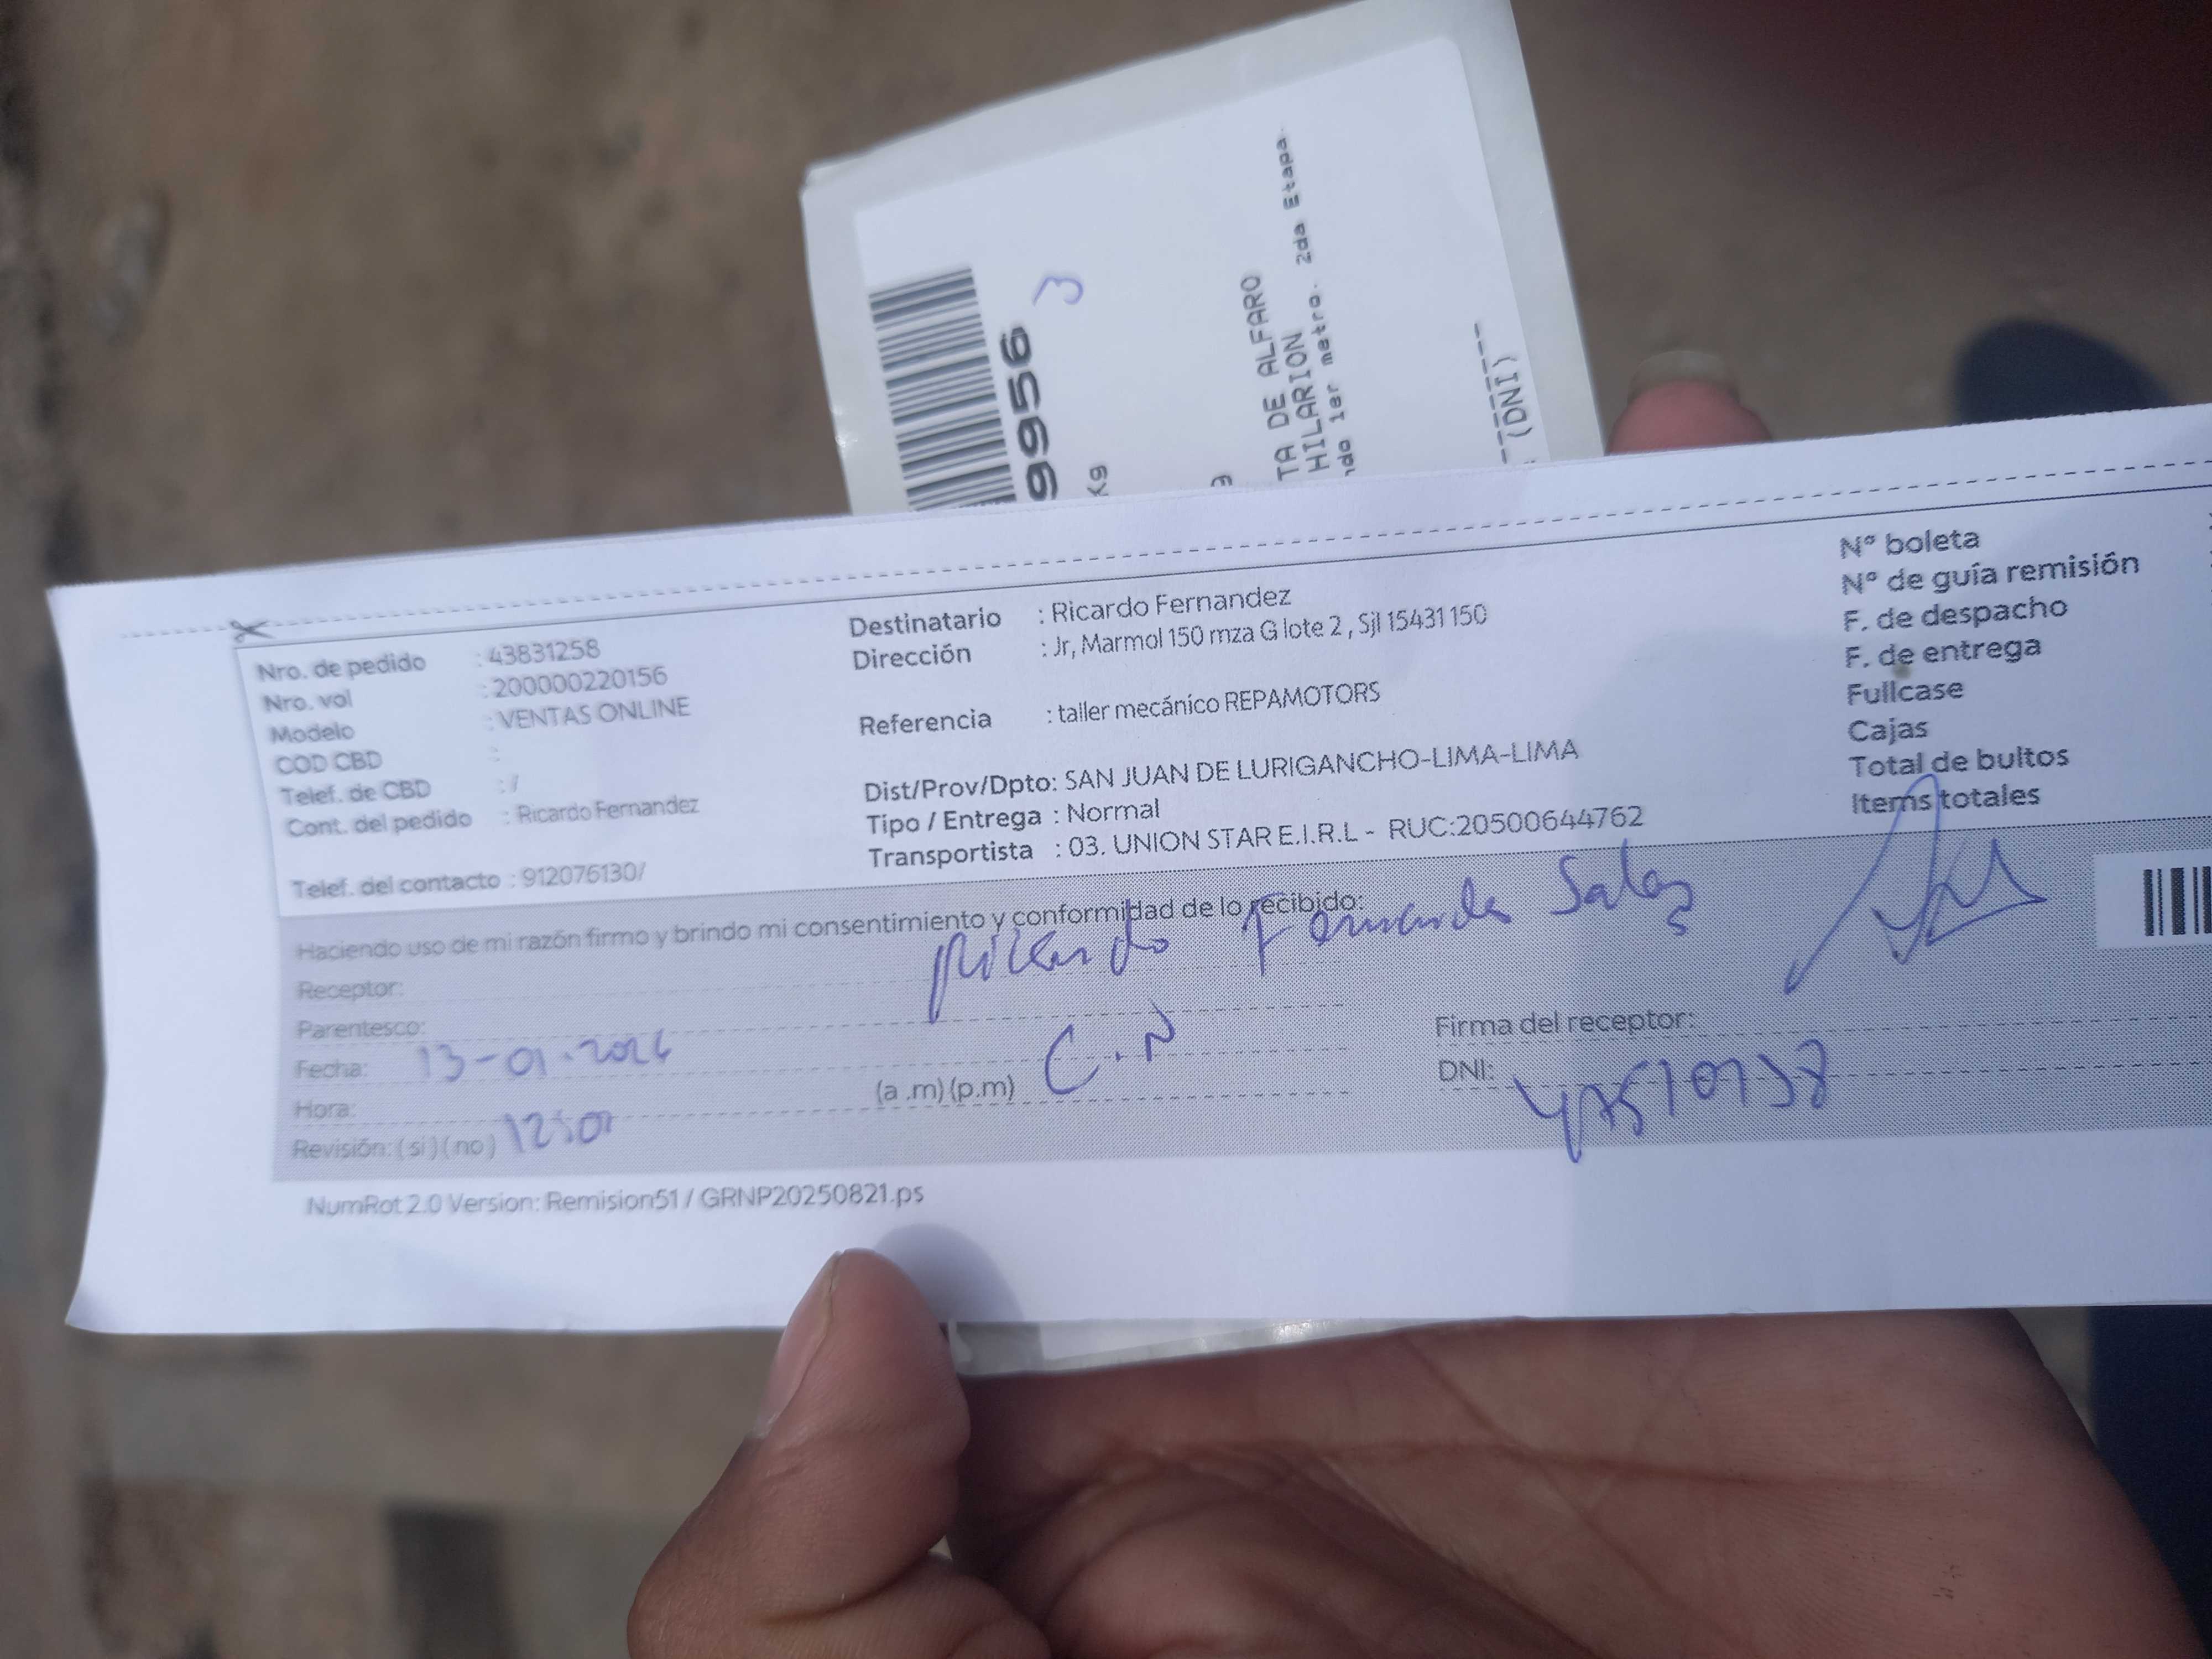 9956
3
Kg
TA DE ALFARO
HILARION
do 1er metro. 2da Etapa.
(DNI)
Nro. de pedido : 43831258
Nro. vol : 200000220156
Modelo : VENTAS ONLINE
COD CBD :
Telef. de CBD : /
Cont. del pedido : Ricardo Fernandez
Telef. del contacto : 912076130/
Destinatario : Ricardo Fernandez
Dirección : Jr, Marmol 150 mza G lote 2 , Sjl 15431 150
Referencia : taller mecáníco REPAMOTORS
Dist/Prov/Dpto: SAN JUAN DE LURIGANCHO-LIMA-LIMA
Tipo / Entrega : Normal
Transportista : 03. UNION STAR E.I.R.L - RUC:20500644762
N° boleta
N° de guía remisión
F. de despacho
F. de entrega
Fullcase
Cajas
Total de bultos
Items totales
Haciendo uso de mi razón firmo y brindo mi consentimiento y conformidad de lo recibido:
Receptor: Ricardo Fernandez
Parentesco:
Fecha: 13-01-2026
Hora: (a .m) (p.m) C.N
Revisión: ( si ) ( no )
Firma del receptor:
DNI:
NumRot 2.0 Version: Remision51 / GRNP20250821.ps